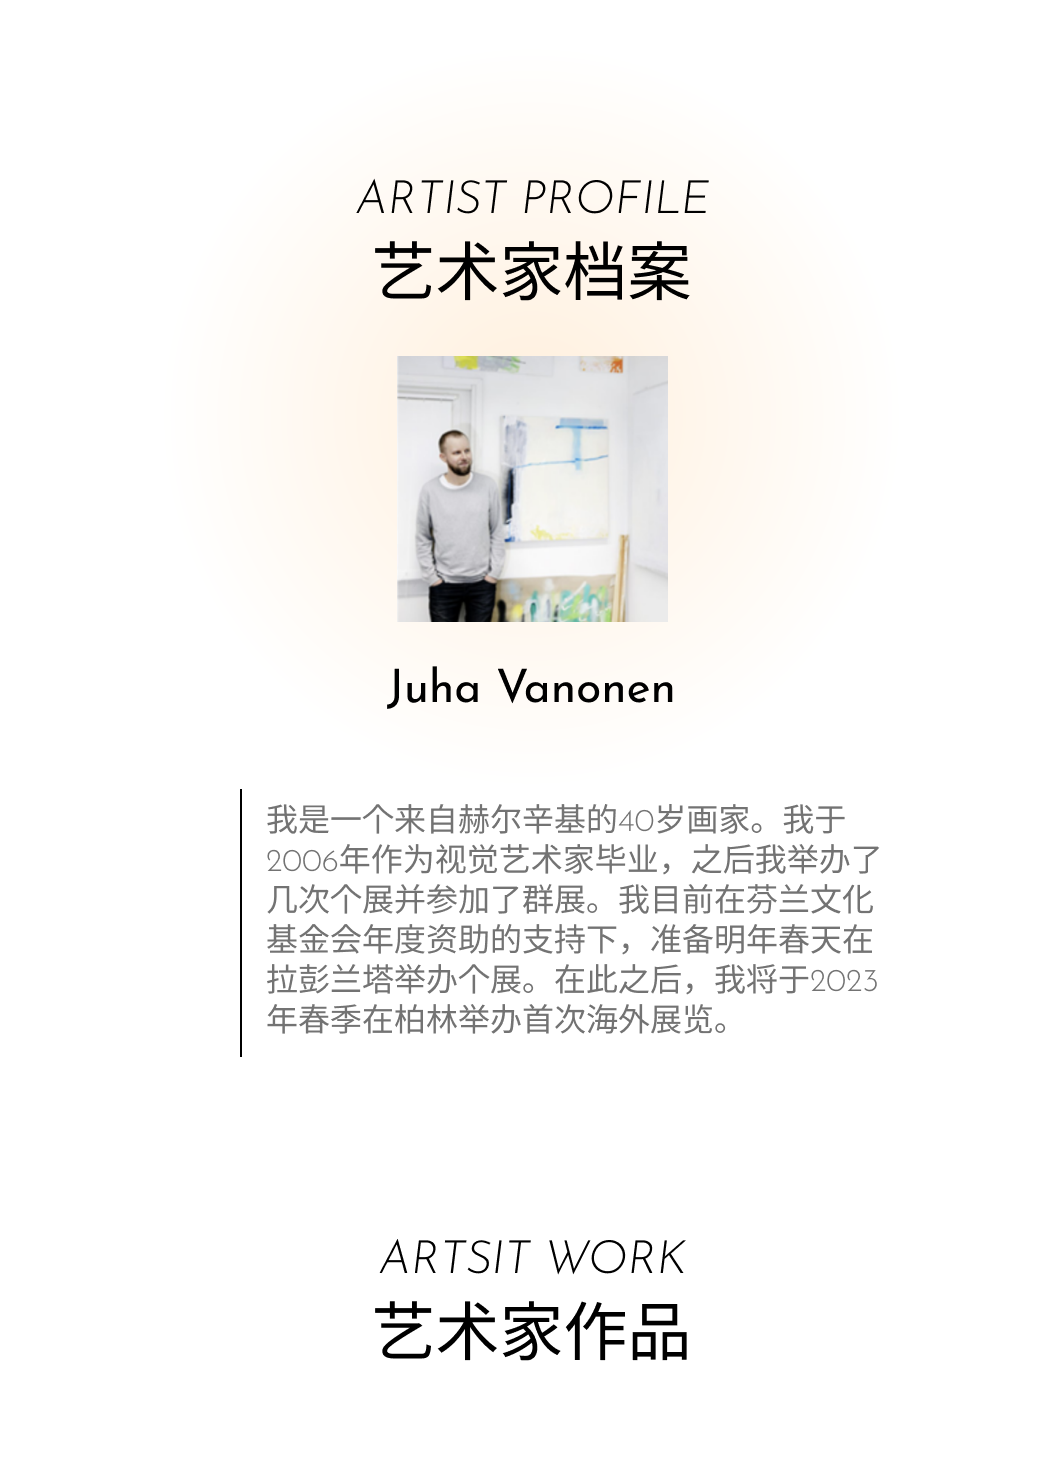 ARTIST PROFILE
艺术家档案
Juha Vanonen
我是一个来自赫尔辛基的40岁画家。我于
2006年作为视觉艺术家毕业，之后我举办了
几次个展并参加了群展。我目前在芬兰文化
基金会年度资助的支持下，准备明年春天在
拉彭兰塔举办个展。在此之后，我将于2023
年春季在柏林举办首次海外展览。
ARTSIT WORK
艺术家作品